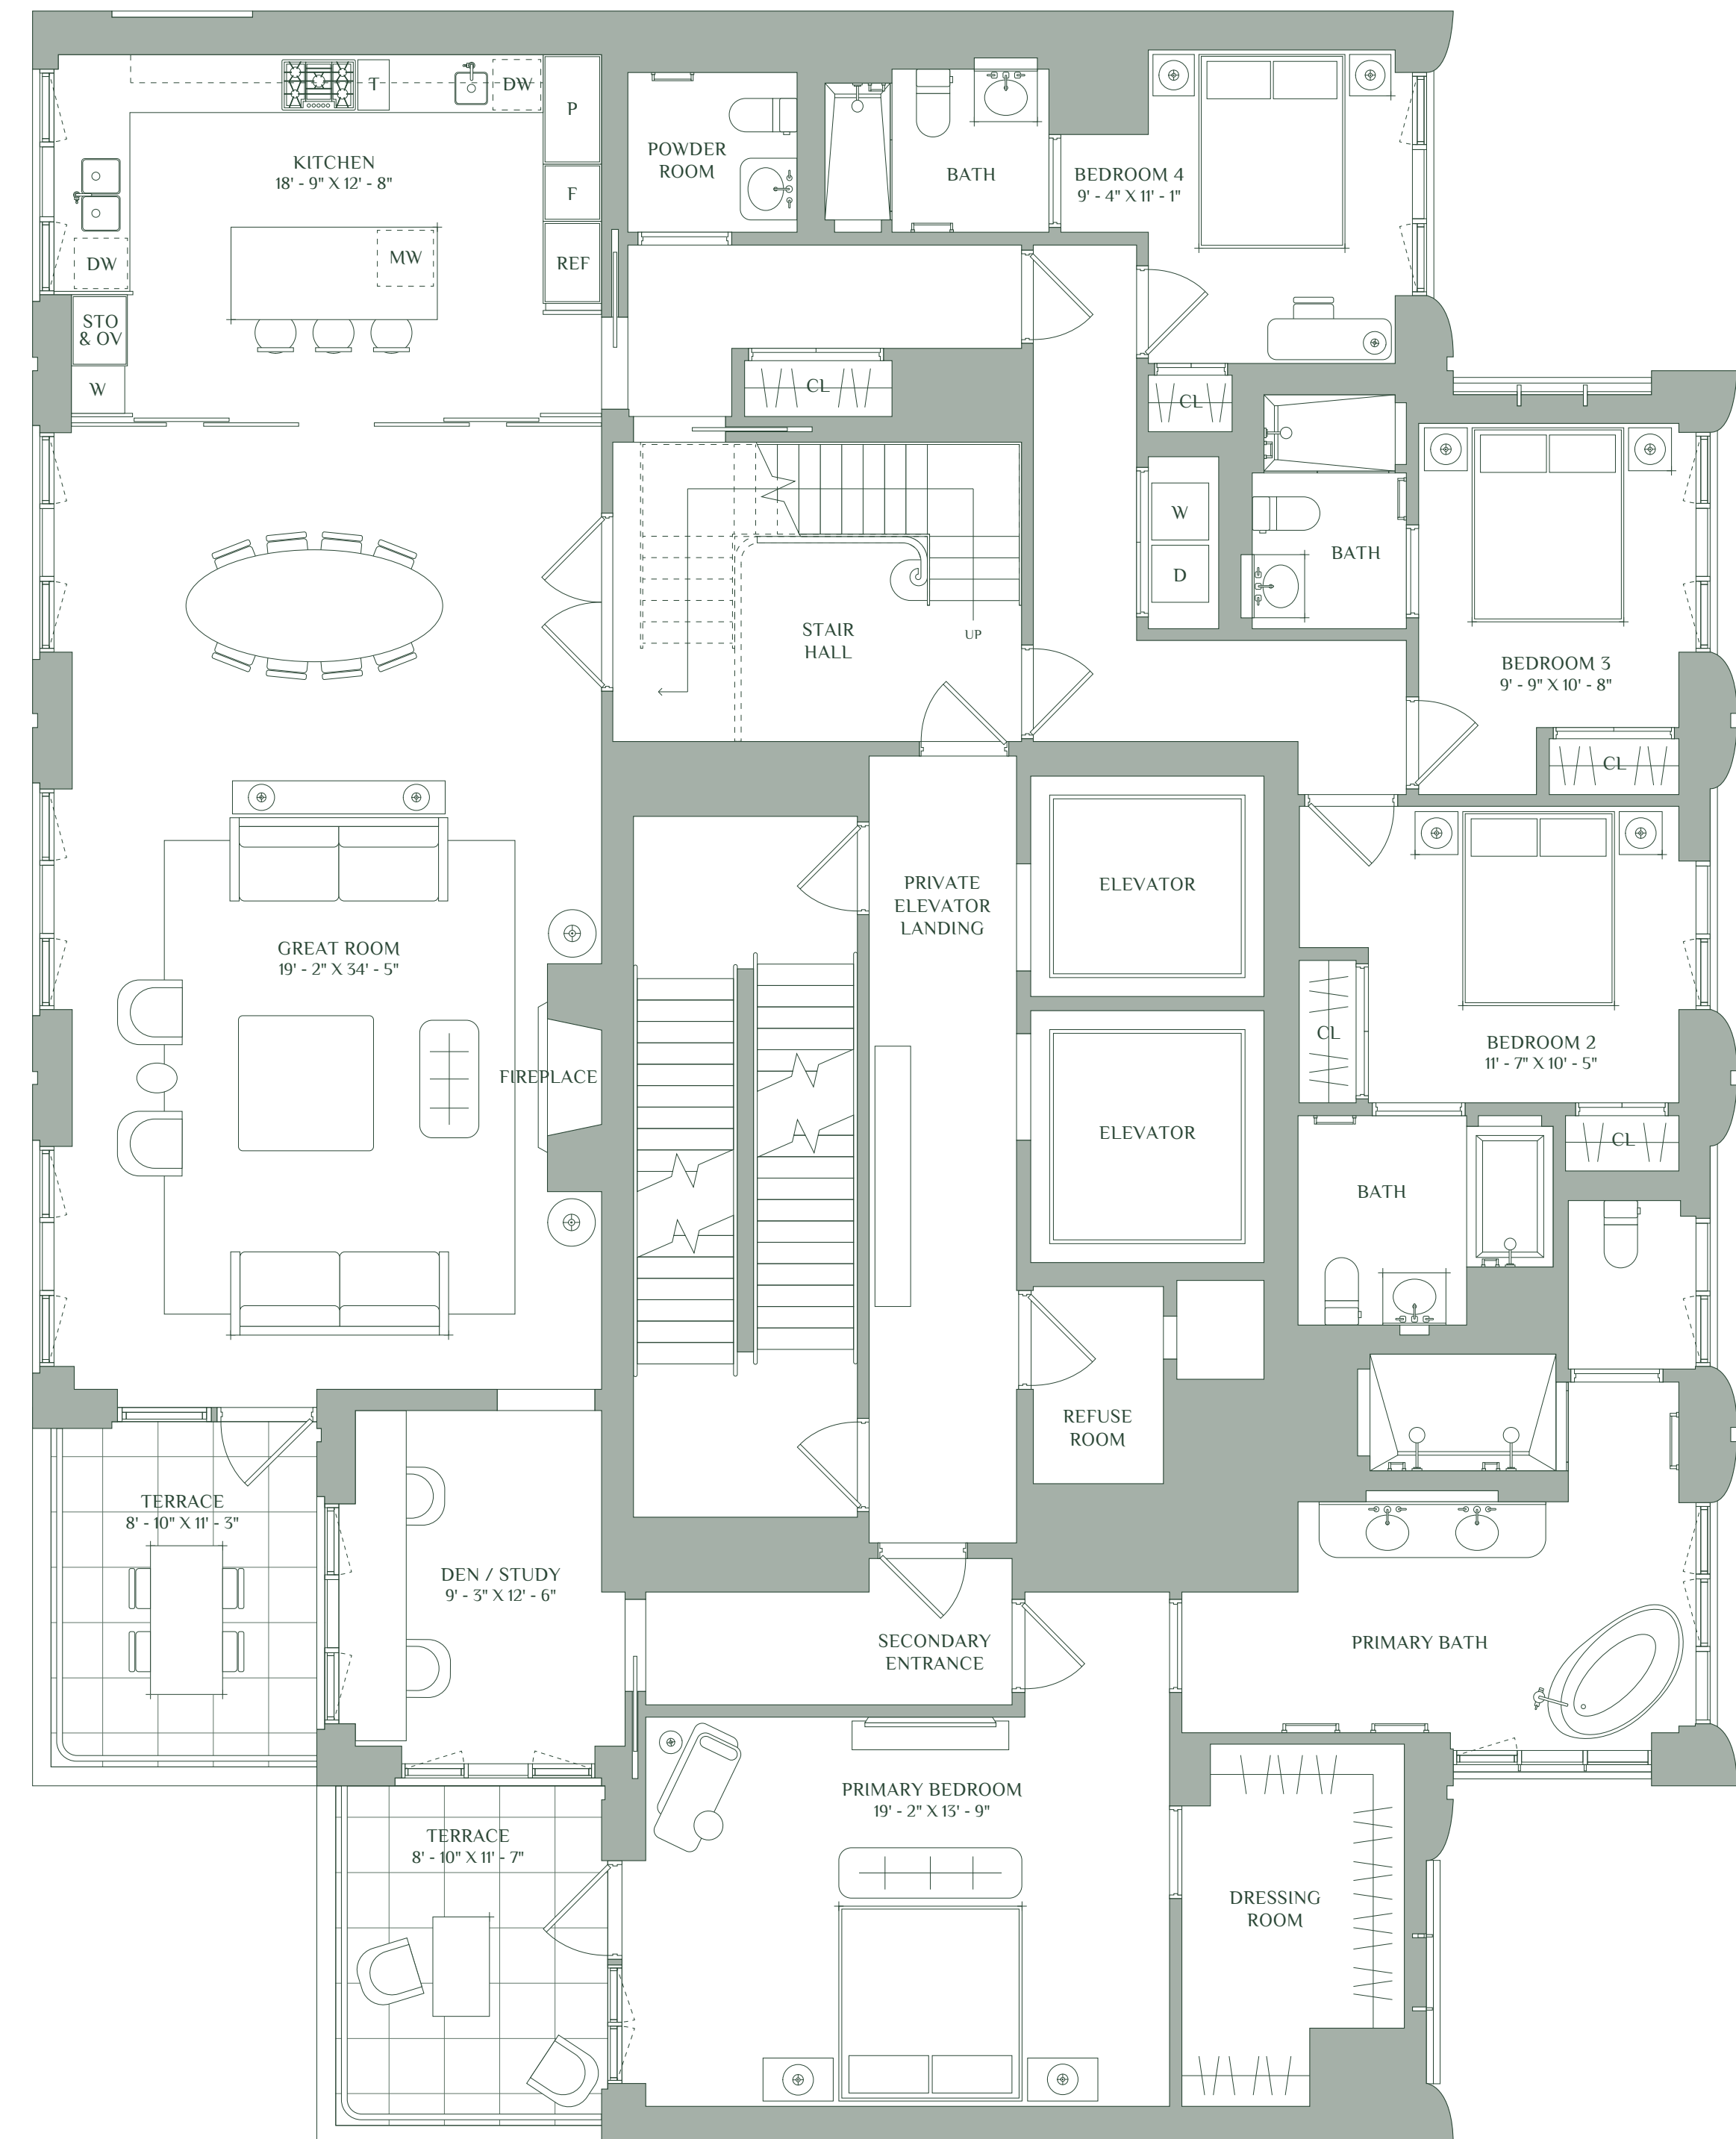 T
DW
P
KITCHEN
18' - 9" X 12' - 8"
F
DW
MW
REF
STO
& OV
W
POWDER
ROOM
BATH
BEDROOM 4
9' - 4" X 11' - 1"
CL
CL
W
D
BATH
STAIR
HALL
UP
BEDROOM 3
9' - 9" X 10' - 8"
CL
PRIVATE
ELEVATOR
LANDING
ELEVATOR
GREAT ROOM
19' - 2" X 34' - 5"
FIREPLACE
CL
BEDROOM 2
11' - 7" X 10' - 5"
ELEVATOR
CL
BATH
REFUSE
ROOM
TERRACE
8' - 10" X 11' - 3"
DEN / STUDY
9' - 3" X 12' - 6"
SECONDARY
ENTRANCE
PRIMARY BATH
PRIMARY BEDROOM
19' - 2" X 13' - 9"
TERRACE
8' - 10" X 11' - 7"
DRESSING
ROOM